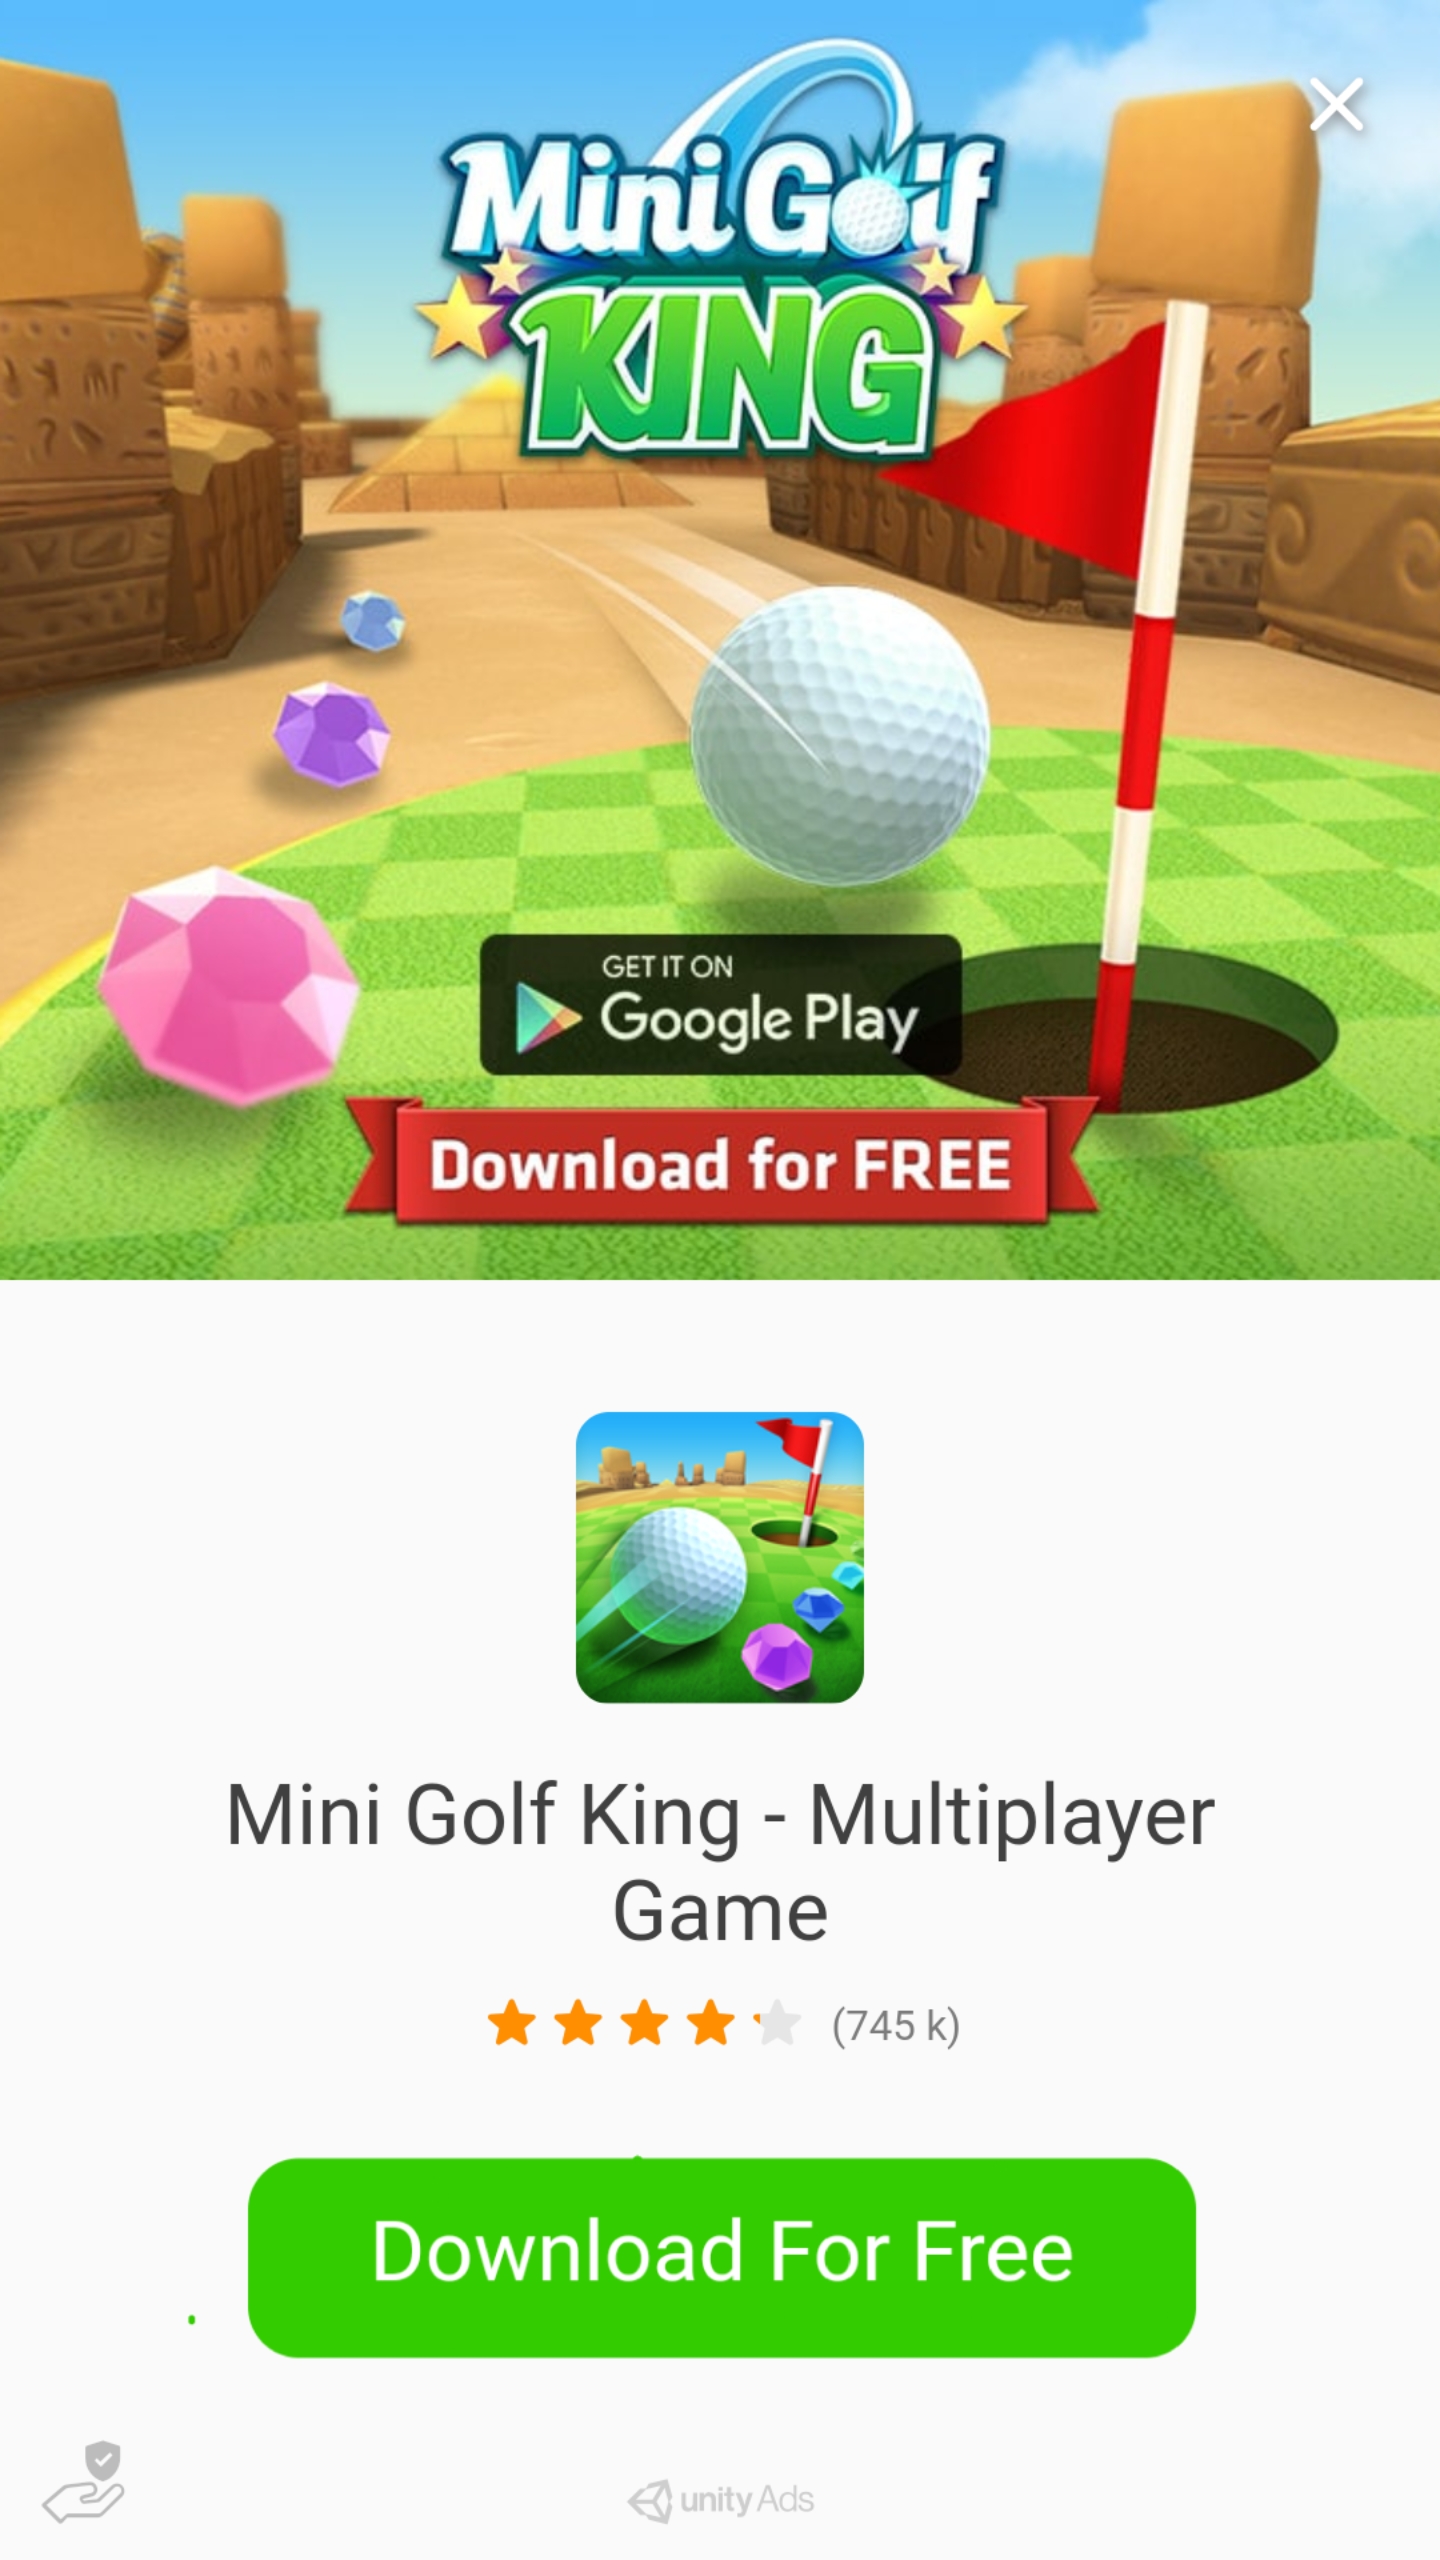 Mini Golf
KING
GET IT ON
Google Play
Download for FREE
Mini Golf King - Multiplayer
Game
(745 k)
Download For Free
unity Ads